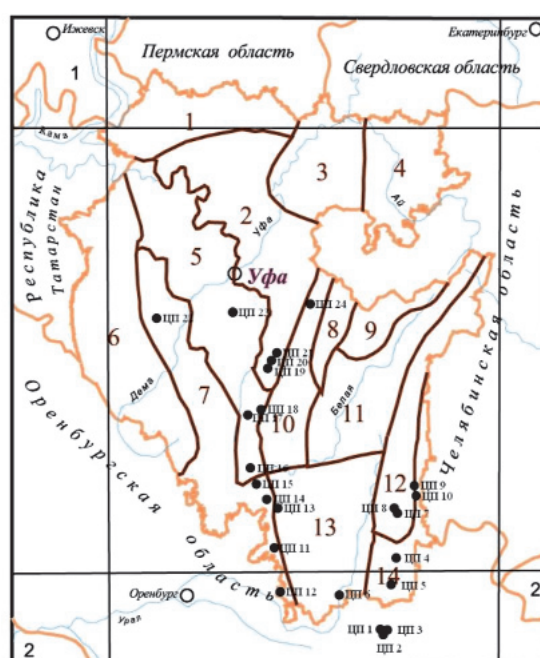 Ижевск
Екатеринбург
Пермская область
Свердловская область
1
1
Кама
3
4
Ай
2
Уфа
Республика
Татарстан
5
Уфа
Челябинская область
ЦП 24
ЦП 22
ЦП 23
6
8
9
ЦП 21
ЦП 20
ЦП 19
7
Дема
Белая
ЦП 18
10
11
Оренбургская область
ЦП 16
ЦП 15
12
ЦП 9
ЦП 10
ЦП 14
ЦП 13
ЦП 8
ЦП 7
13
ЦП 11
ЦП 4
14
ЦП 5
2
Оренбург
ЦП 12
ЦП 6
Урал
ЦП 1
ЦП 3
ЦП 2
2